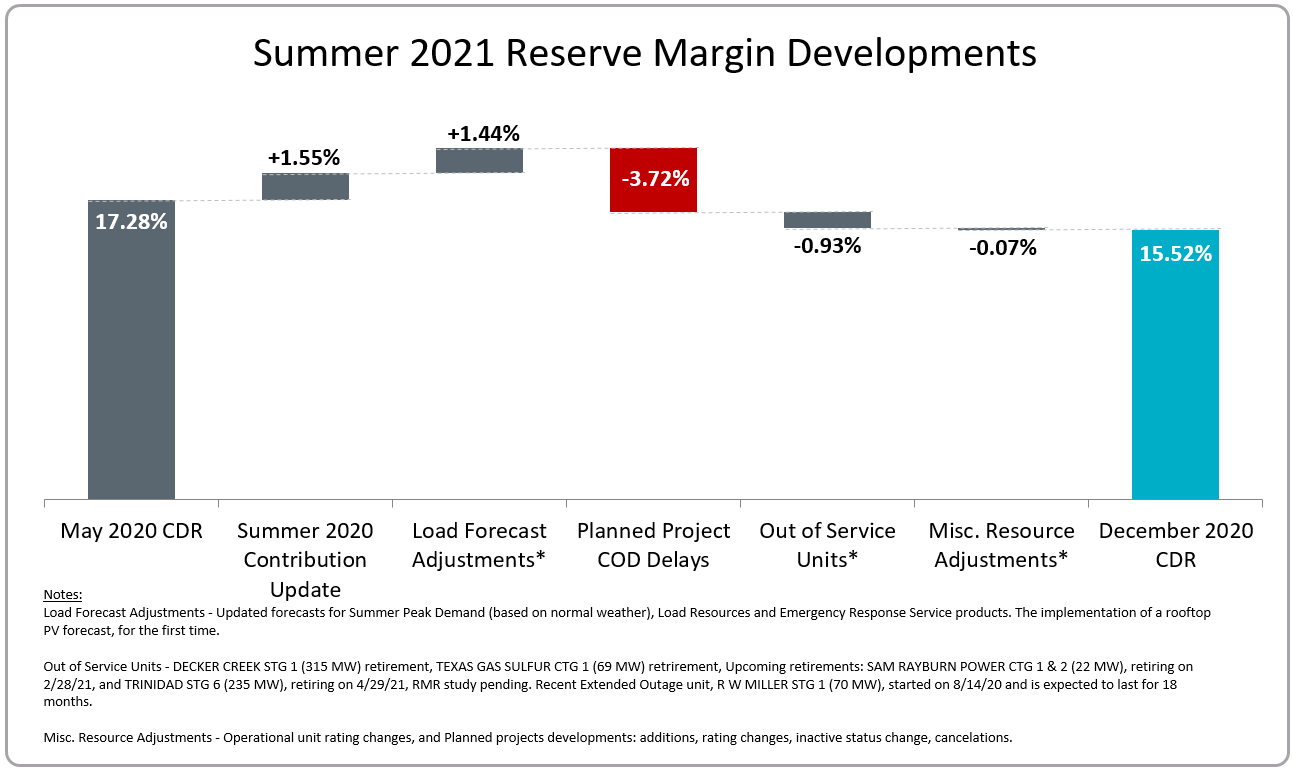 Summer 2021 Reserve Margin Developments
+1.44%
+1.55%
-3.72%
17.28%
-0.93%
-0.07%
15.52%
May 2020 CDR
Summer 2020
Contribution
Update
Load Forecast
Adjustments*
Planned Project
COD Delays
Out of Service
Units*
Misc. Resource
Adjustments*
December 2020
CDR
Notes:
Load Forecast Adjustments - Updated forecasts for Summer Peak Demand (based on normal weather), Load Resources and Emergency Response Service products. The implementation of a rooftop
PV forecast, for the first time.
Out of Service Units - DECKER CREEK STG 1 (315 MW) retirement, TEXAS GAS SULFUR CTG 1 (69 MW) retrirement, Upcoming retirements: SAM RAYBURN POWER CTG 1 & 2 (22 MW), retiring on
2/28/21, and TRINIDAD STG 6 (235 MW), retiring on 4/29/21, RMR study pending. Recent Extended Outage unit, R W MILLER STG 1 (70 MW), started on 8/14/20 and is expected to last for 18
months.
Misc. Resource Adjustments - Operational unit rating changes, and Planned projects developments: additions, rating changes, inactive status change, cancelations.